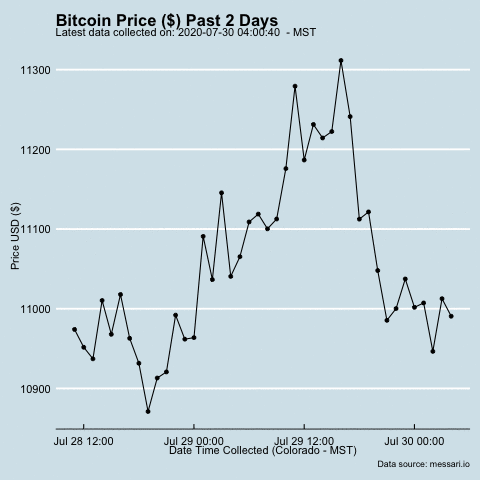 Bitcoin Price ($) Past 2 Days
Latest data collected on: 2020-07-30 04:00:40  - MST
Price USD ($)
11300
11200
11100
11000
10900
Jul 28 12:00
Jul 29 00:00
Jul 29 12:00
Jul 30 00:00
Date Time Collected (Colorado - MST)
Data source: messari.io